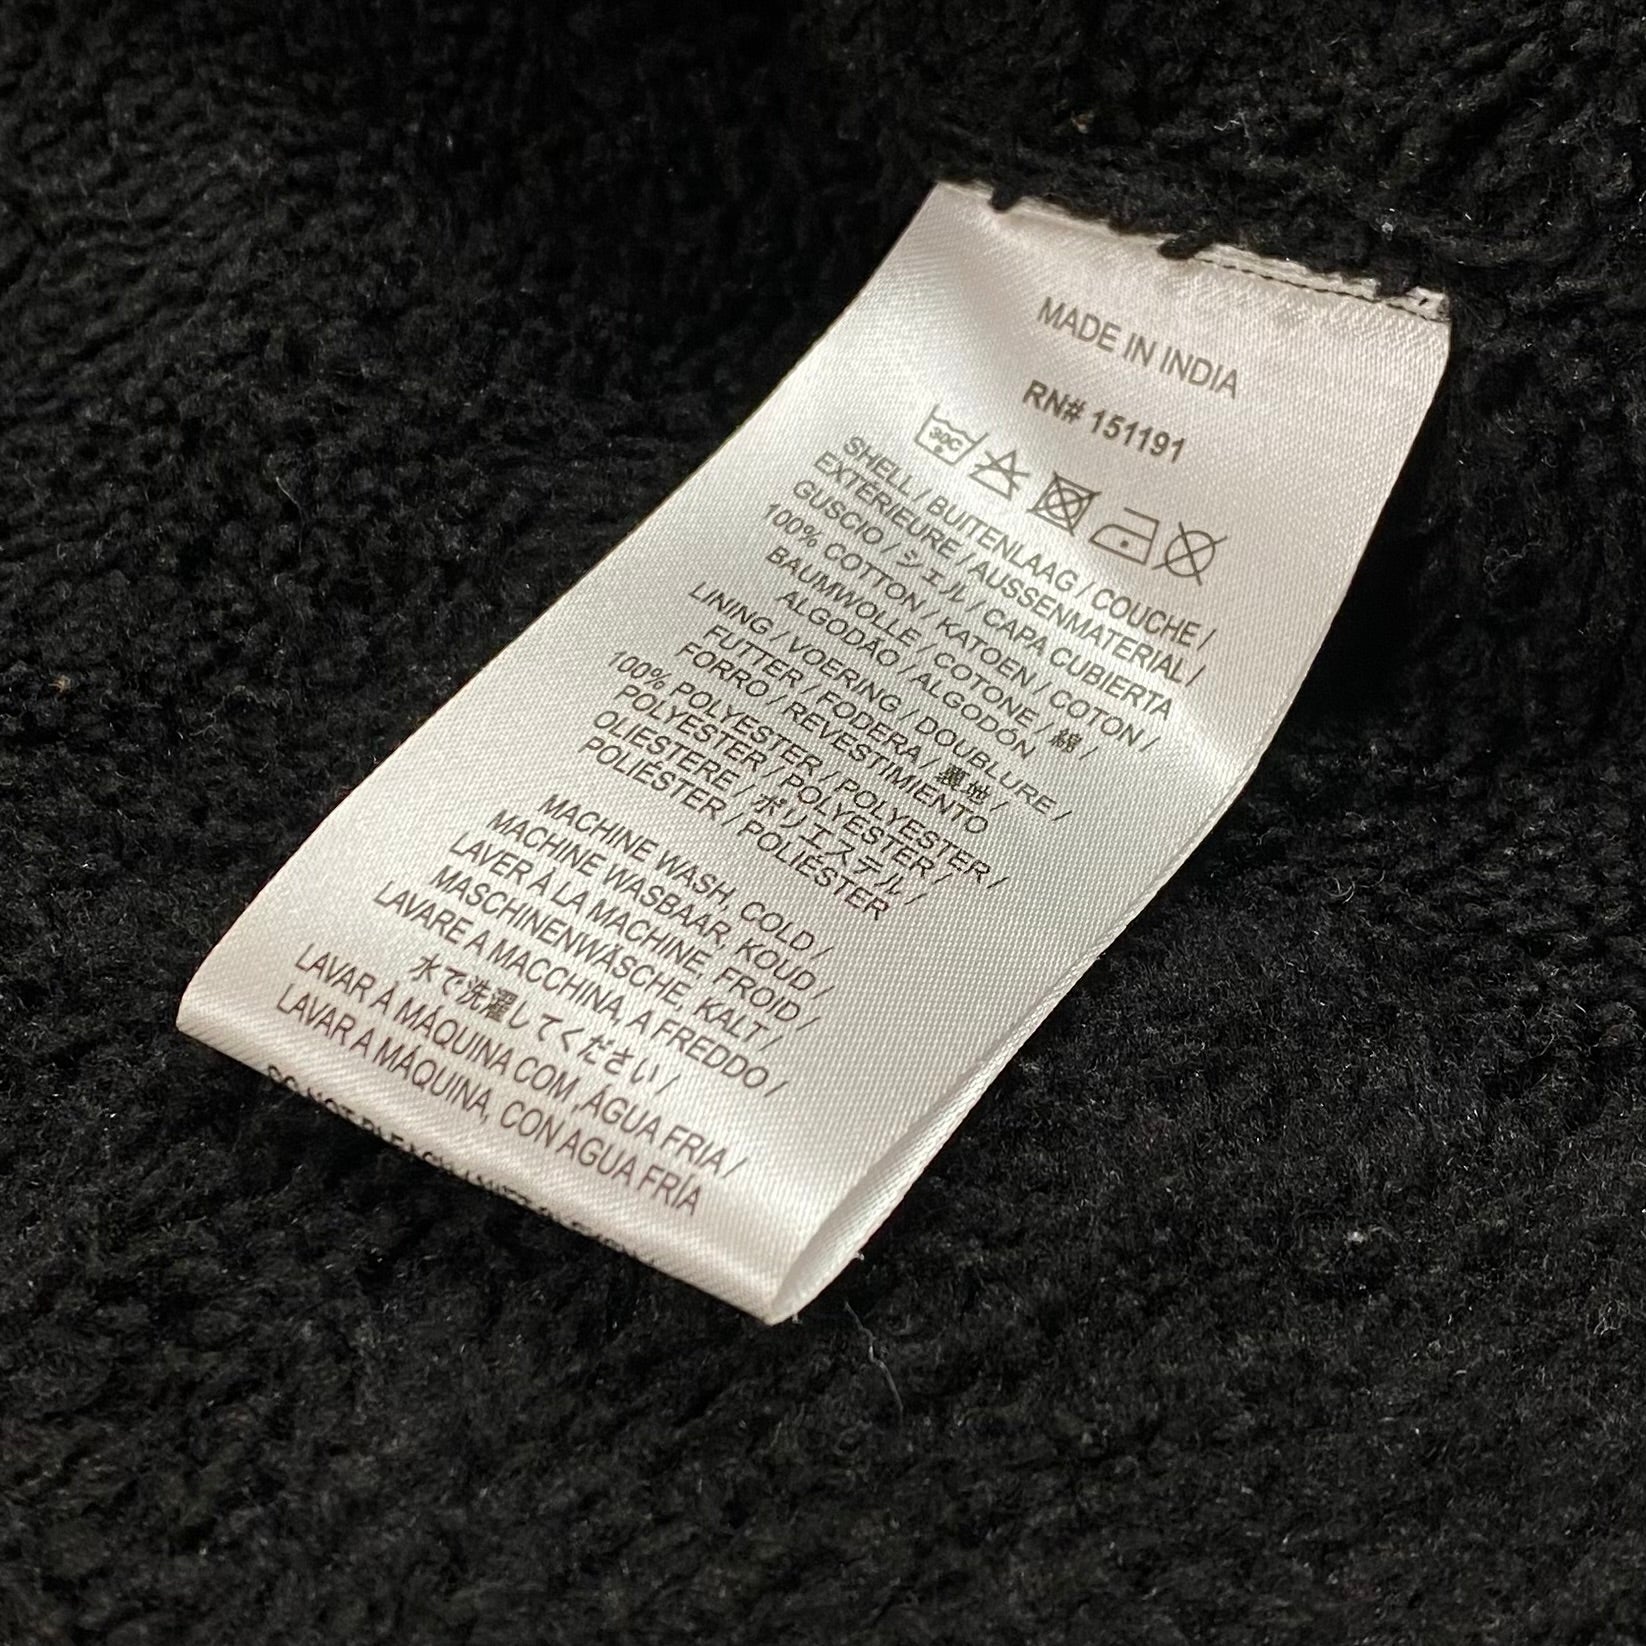 MADE IN INDIA
RN# 151191
30C
SHELL / BUITENLAAG / COUCHE /
EXTÉRIEURE / AUSSENMATERIAL /
GUSCIO / シェル / CAPA CUBIERTA
100% COTTON / KATOEN / COTON /
BAUMWOLLE / COTONE / 綿 /
ALGODÃO / ALGODÓN
LINING / VOERING / DOUBLURE /
FUTTER / FODERA / 裏地 /
FORRO / REVESTIMIENTO
100% POLYESTER / POLYESTER /
POLYESTER / POLYESTER /
OLIESTERE / ポリエステル /
POLIÉSTER / POLIÉSTER
MACHINE WASH, COLD /
MACHINE WASBAAR, KOUD /
LAVER À LA MACHINE, FROID /
MASCHINENWÄSCHE, KALT /
LAVARE A MACCHINA, A FREDDO /
水で洗濯してください /
LAVAR À MÁQUINA COM ,ÁGUA FRIA /
LAVAR A MÁQUINA, CON AGUA FRÍA